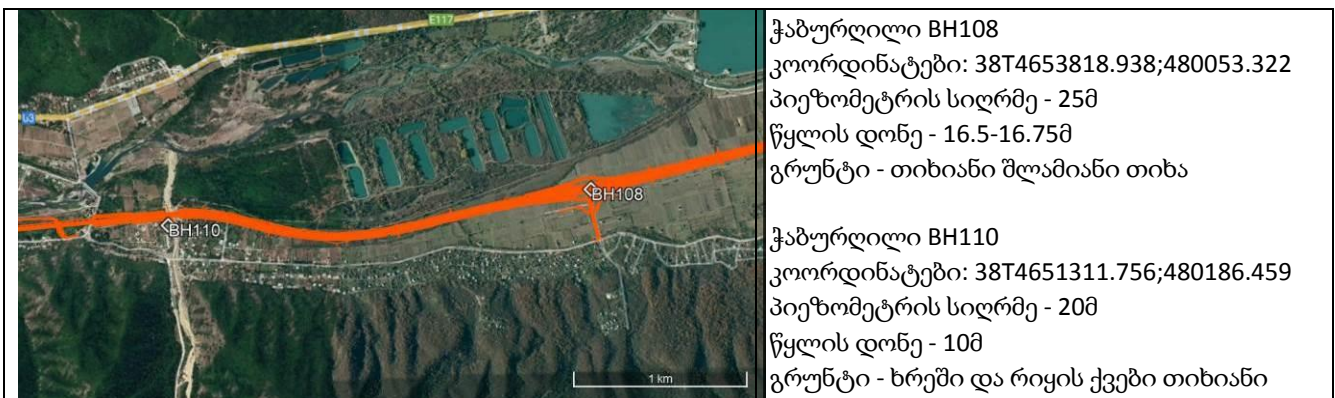 E117
53
BH108
BH110
1 km
ჭაბურღილი BH108
კოორდინატები: 38T4653818.938;480053.322
პიეზომეტრის სიღრმე - 25მ
წყლის დონე - 16.5-16.75მ
გრუნტი - თიხიანი შლამიანი თიხა
ჭაბურღილი BH110
კოორდინატები: 38T4651311.756;480186.459
პიეზომეტრის სიღრმე - 20მ
წყლის დონე - 10მ
გრუნტი - ხრეში და რიყის ქვები თიხიანი